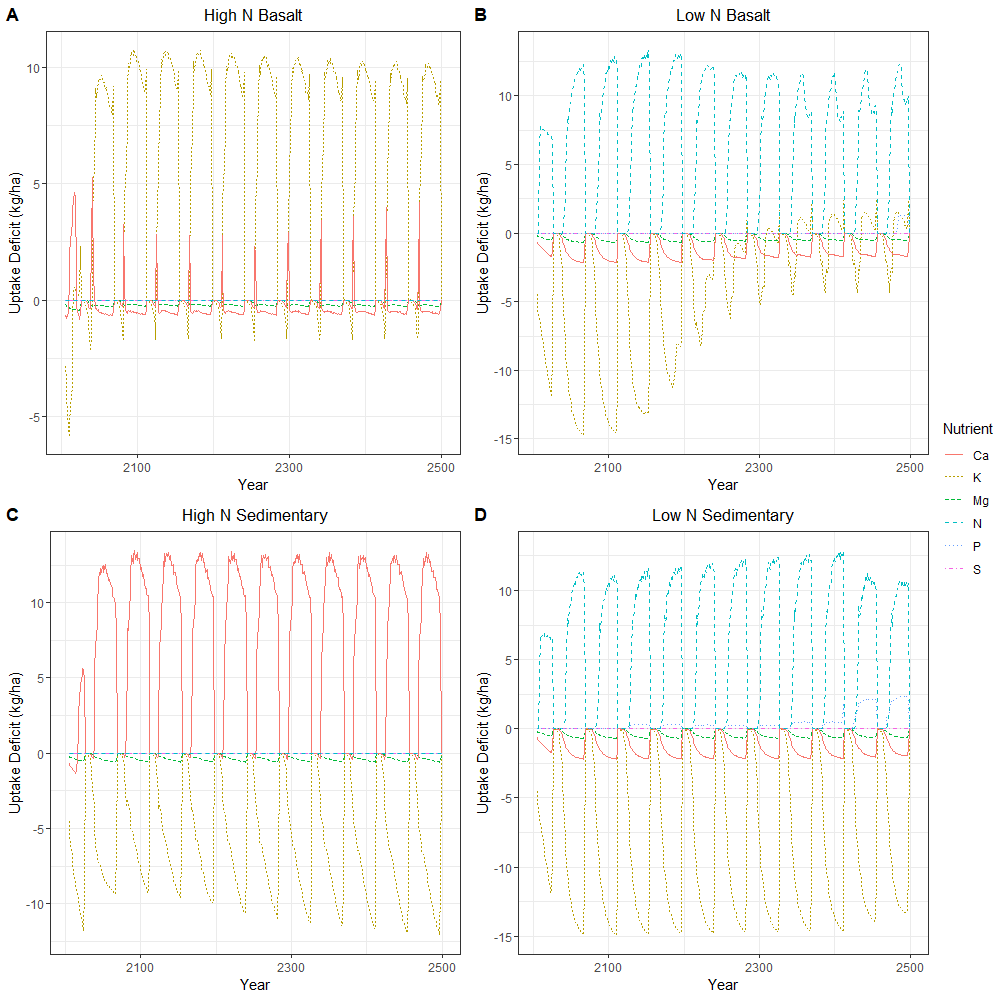 A High N Basalt
Uptake Deficit (kg/ha)
10
5
0
-5
2100 2300 2500
Year
B Low N Basalt
Uptake Deficit (kg/ha)
10
5
0
-5
-10
-15
2100 2300 2500
Year
C High N Sedimentary
Uptake Deficit (kg/ha)
10
5
0
-5
-10
2100 2300 2500
Year
D Low N Sedimentary
Uptake Deficit (kg/ha)
10
5
0
-5
-10
-15
2100 2300 2500
Year
Nutrient
Ca
K
Mg
N
P
S